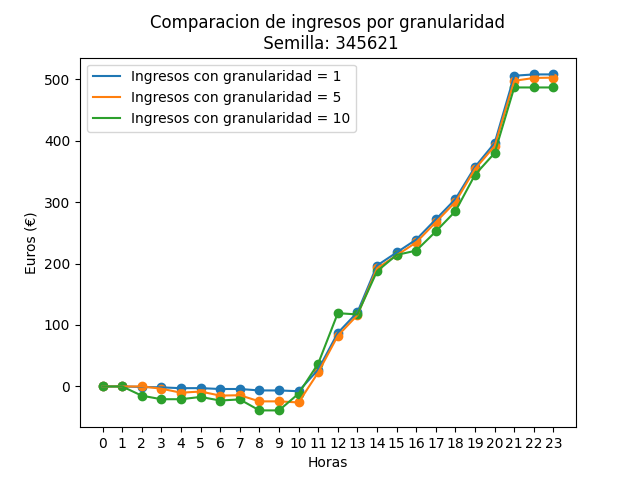 Comparacion de ingresos por granularidad
Semilla: 345621
Ingresos con granularidad = 1
Ingresos con granularidad = 5
Ingresos con granularidad = 10
Euros (€)
500
400
300
200
100
0
0 1 2 3 4 5 6 7 8 9 10 11 12 13 14 15 16 17 18 19 20 21 22 23
Horas